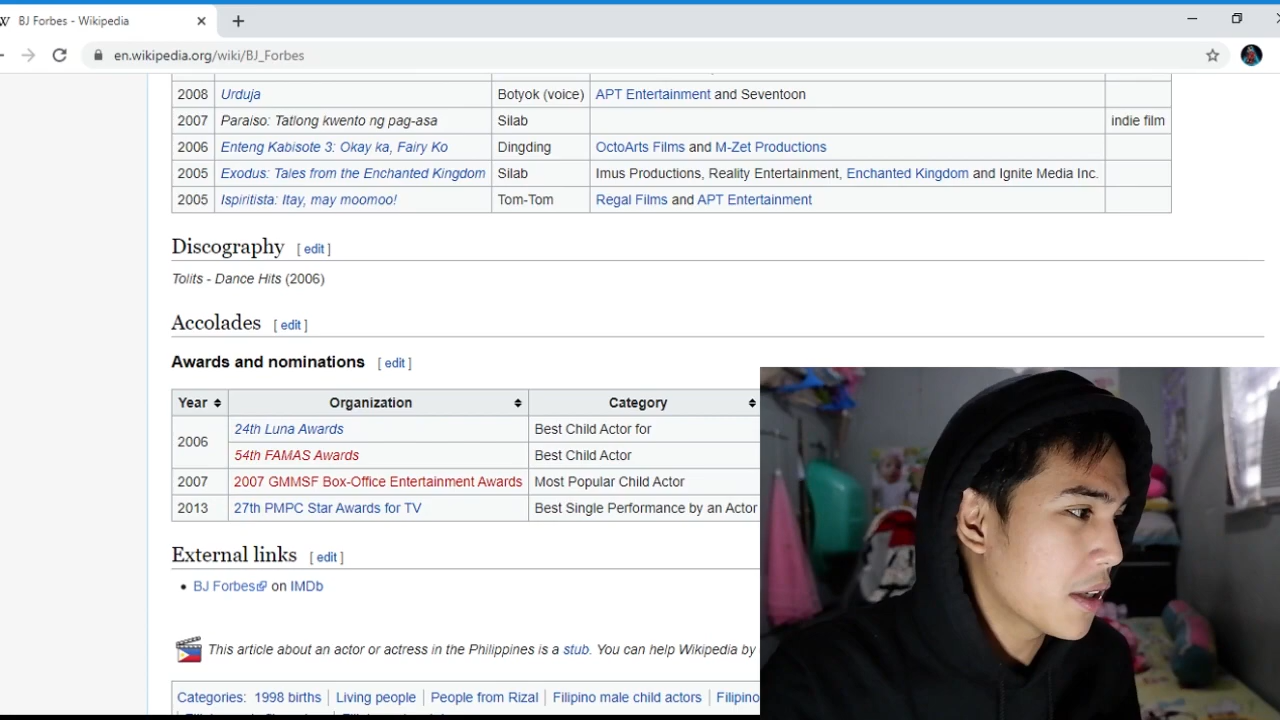 BJ Forbes - Wikipedia
en.wikipedia.org/wiki/BJ_Forbes
2008 Urduja Botyok (voice) APT Entertainment and Seventoon
2007 Paraiso: Tatlong kwento ng pag-asa Silab indie film
2006 Enteng Kabisote 3: Okay ka, Fairy Ko Dingding OctoArts Films and M-Zet Productions
2005 Exodus: Tales from the Enchanted Kingdom Silab Imus Productions, Reality Entertainment, Enchanted Kingdom and Ignite Media Inc.
2005 Ispiritista: Itay, may moomoo! Tom-Tom Regal Films and APT Entertainment
Discography [ edit ]
Tolits - Dance Hits (2006)
Accolades [ edit ]
Awards and nominations [ edit ]
Year Organization Category
2006 24th Luna Awards Best Child Actor for
54th FAMAS Awards Best Child Actor
2007 2007 GMMSF Box-Office Entertainment Awards Most Popular Child Actor
2013 27th PMPC Star Awards for TV Best Single Performance by an Actor
External links [ edit ]
BJ Forbes on IMDb
This article about an actor or actress in the Philippines is a stub. You can help Wikipedia by
Categories: 1998 births | Living people | People from Rizal | Filipino male child actors | Filipino